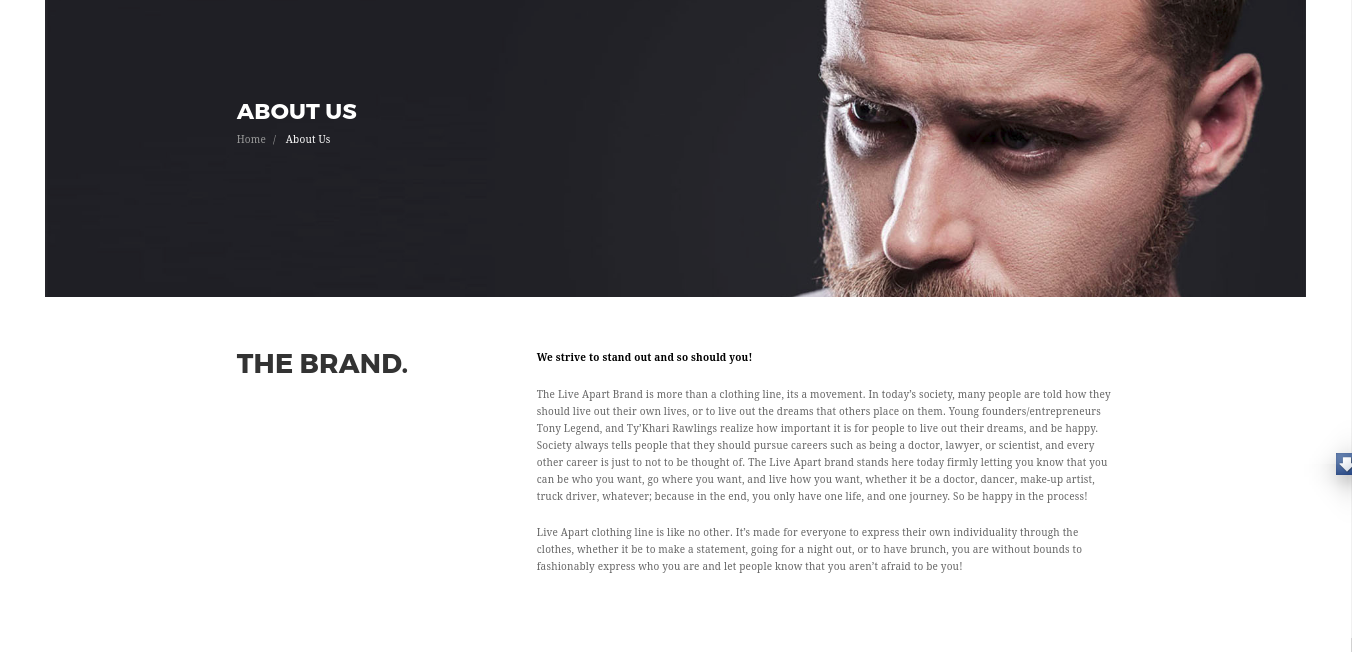 ABOUT US
Home / About Us
THE BRAND.
We strive to stand out and so should you!
The Live Apart Brand is more than a clothing line, its a movement. In today’s society, many people are told how they
should live out their own lives, or to live out the dreams that others place on them. Young founders/entrepreneurs
Tony Legend, and Ty’Khari Rawlings realize how important it is for people to live out their dreams, and be happy.
Society always tells people that they should pursue careers such as being a doctor, lawyer, or scientist, and every
other career is just to not to be thought of. The Live Apart brand stands here today firmly letting you know that you
can be who you want, go where you want, and live how you want, whether it be a doctor, dancer, make-up artist,
truck driver, whatever; because in the end, you only have one life, and one journey. So be happy in the process!
Live Apart clothing line is like no other. It’s made for everyone to express their own individuality through the
clothes, whether it be to make a statement, going for a night out, or to have brunch, you are without bounds to
fashionably express who you are and let people know that you aren’t afraid to be you!